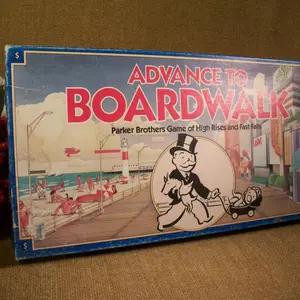 ADVANCE TO
BOARDWALK
Parker Brothers Game of High Rises and Fast Falls
$
$